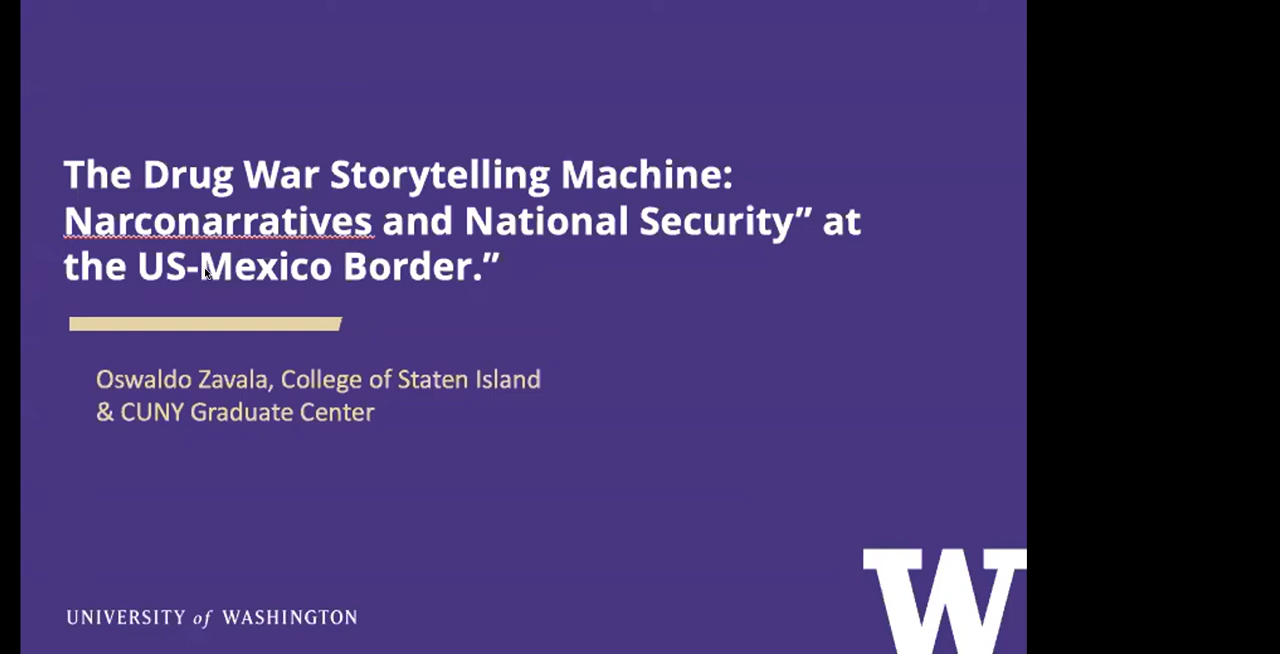 The Drug War Storytelling Machine:
Narconarratives and National Security” at
the US-Mexico Border.”
Oswaldo Zavala, College of Staten Island
& CUNY Graduate Center
UNIVERSITY of WASHINGTON
W